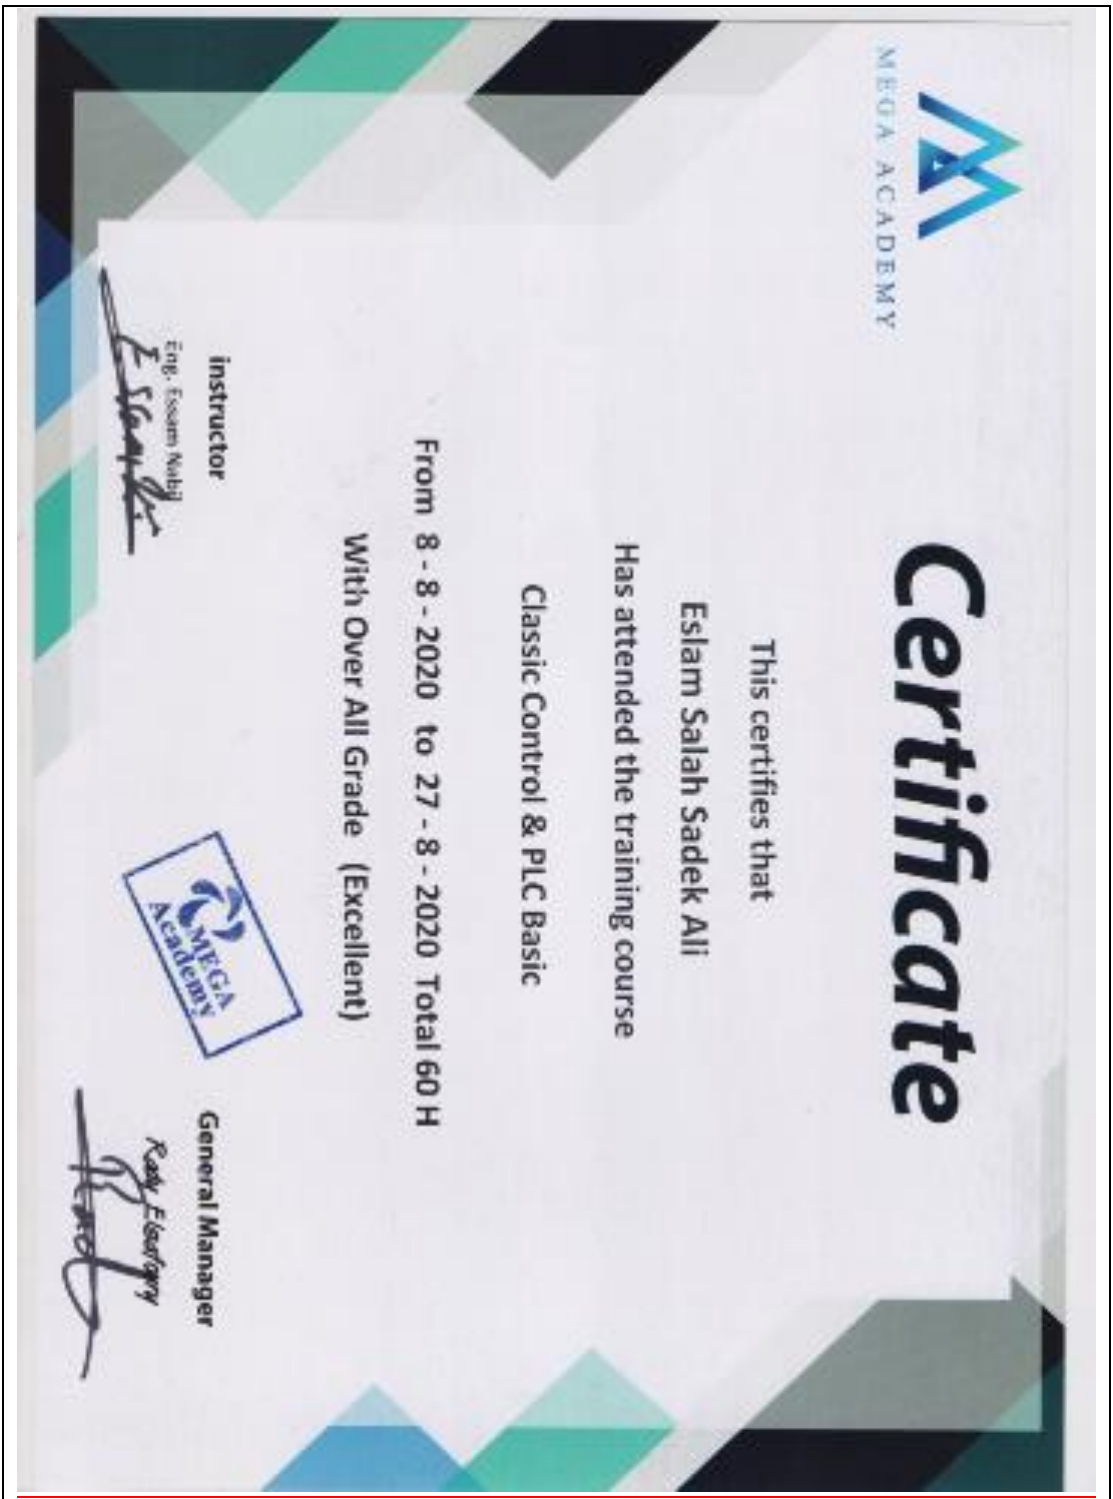 MEGA ACADEMY
Certificate
This certifies that
Eslam Salah Sadek Ali
Has attended the training course
Classic Control & PLC Basic
From 8 - 8 - 2020 to 27 - 8 - 2020 Total 60 H
With Over All Grade (Excellent)
instructor
Eng. Essam Nabil
MEGA
Academy
General Manager